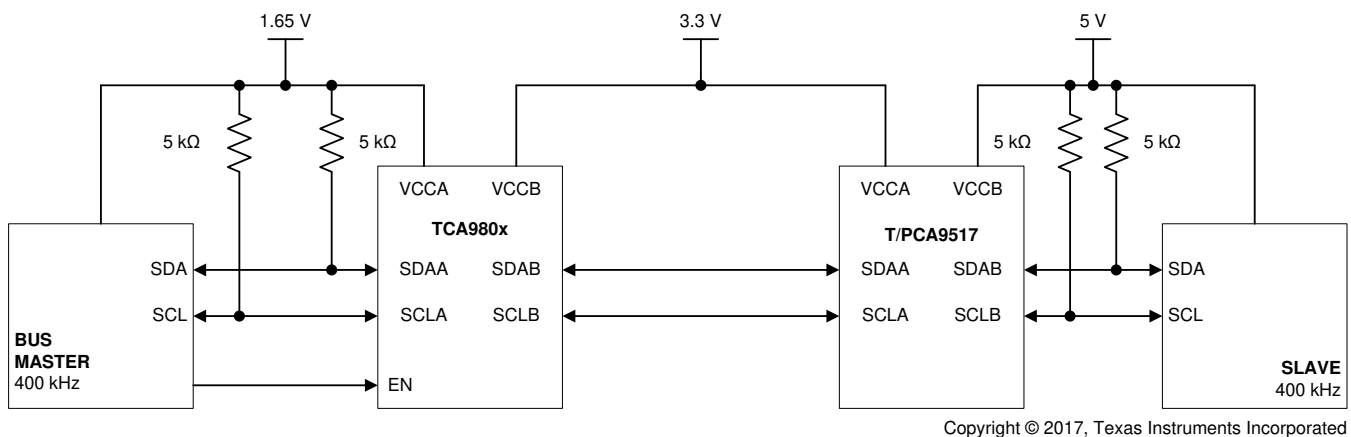 1.65 V
3.3 V
5 V
5 kΩ
5 kΩ
5 kΩ
5 kΩ
VCCA VCCB
TCA980x
SDAA SDAB
SCLA SCLB
EN
VCCA VCCB
T/PCA9517
SDAA SDAB
SCLA SCLB
SDA
SCL
BUS
MASTER
400 kHz
SDA
SCL
SLAVE
400 kHz
Copyright © 2017, Texas Instruments Incorporated